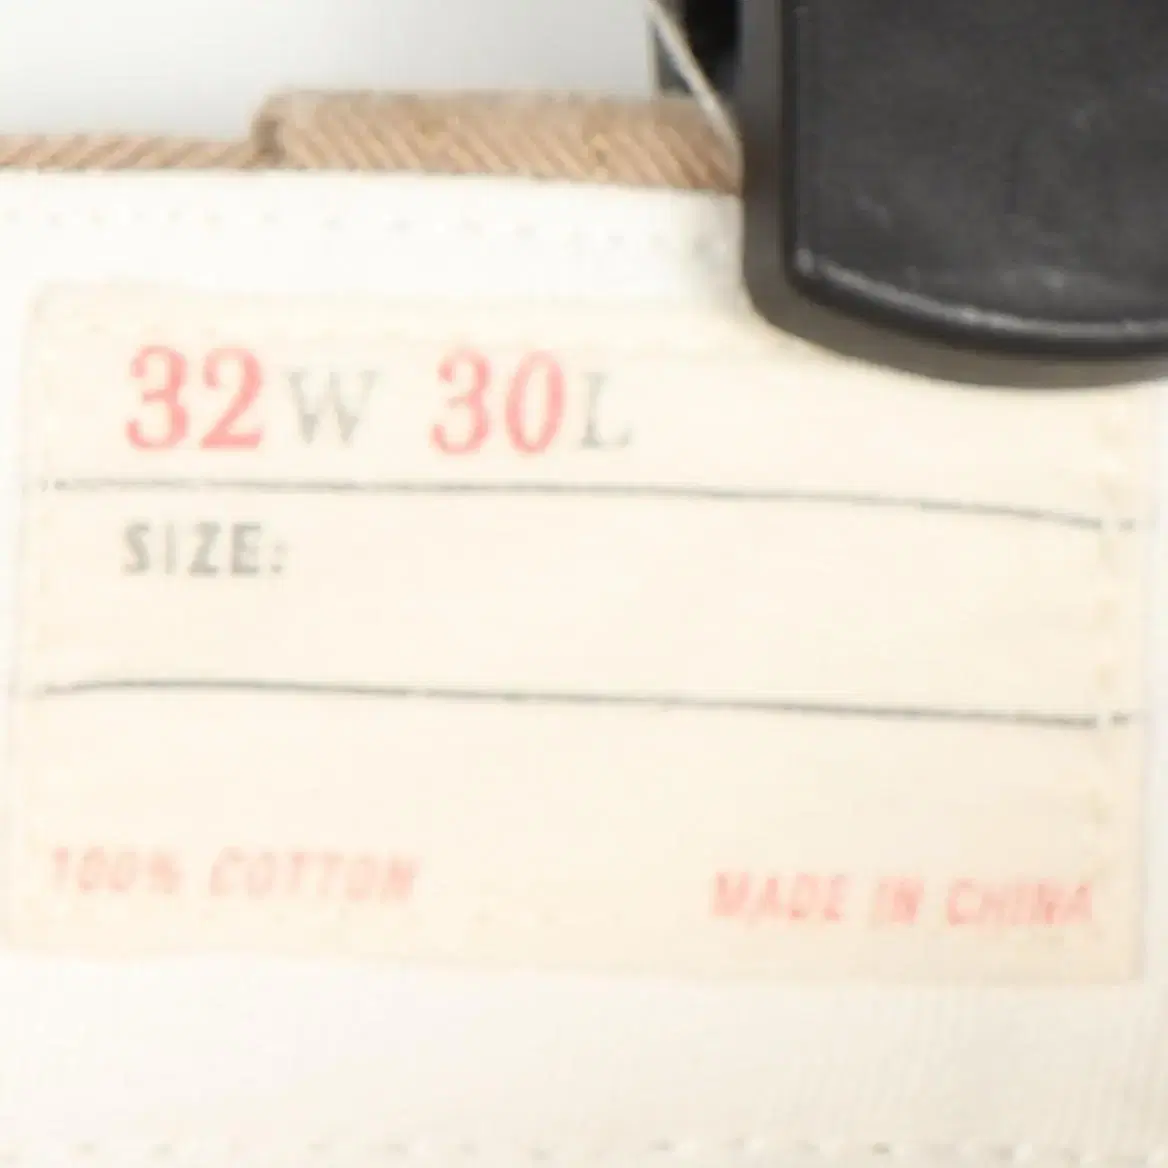 32W 30L
SIZE:
100% COTTON MADE IN CHINA